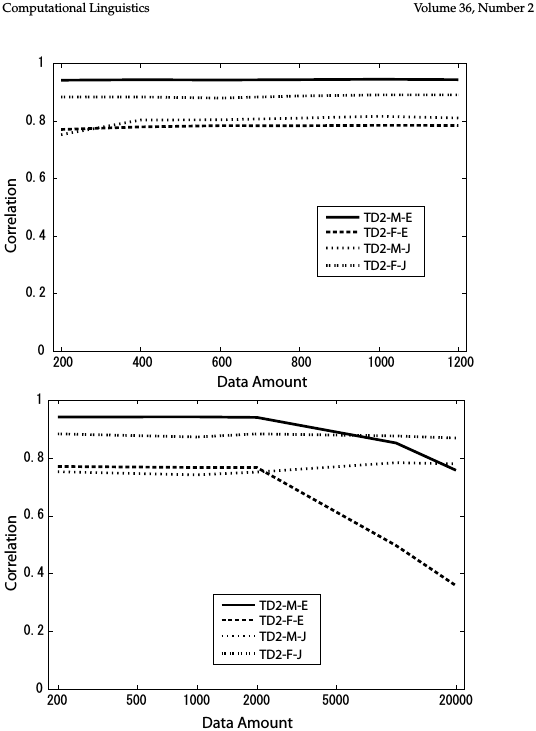 Computational Linguistics Volume 36, Number 2
1
0.8
0.6
0.4
0.2
0
Correlation
TD2-M-E
TD2-F-E
TD2-M-J
TD2-F-J
200 400 600 800 1000 1200
Data Amount
1
0.8
0.6
0.4
0.2
0
Correlation
TD2-M-E
TD2-F-E
TD2-M-J
TD2-F-J
200 500 1000 2000 5000 20000
Data Amount